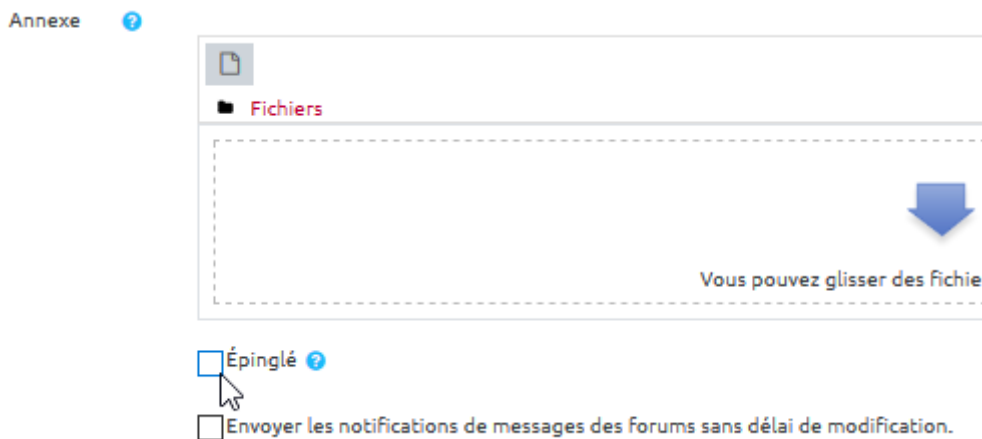 Annexe
Fichiers
Vous pouvez glisser des fichie
Épinglé
Envoyer les notifications de messages des forums sans délai de modification.